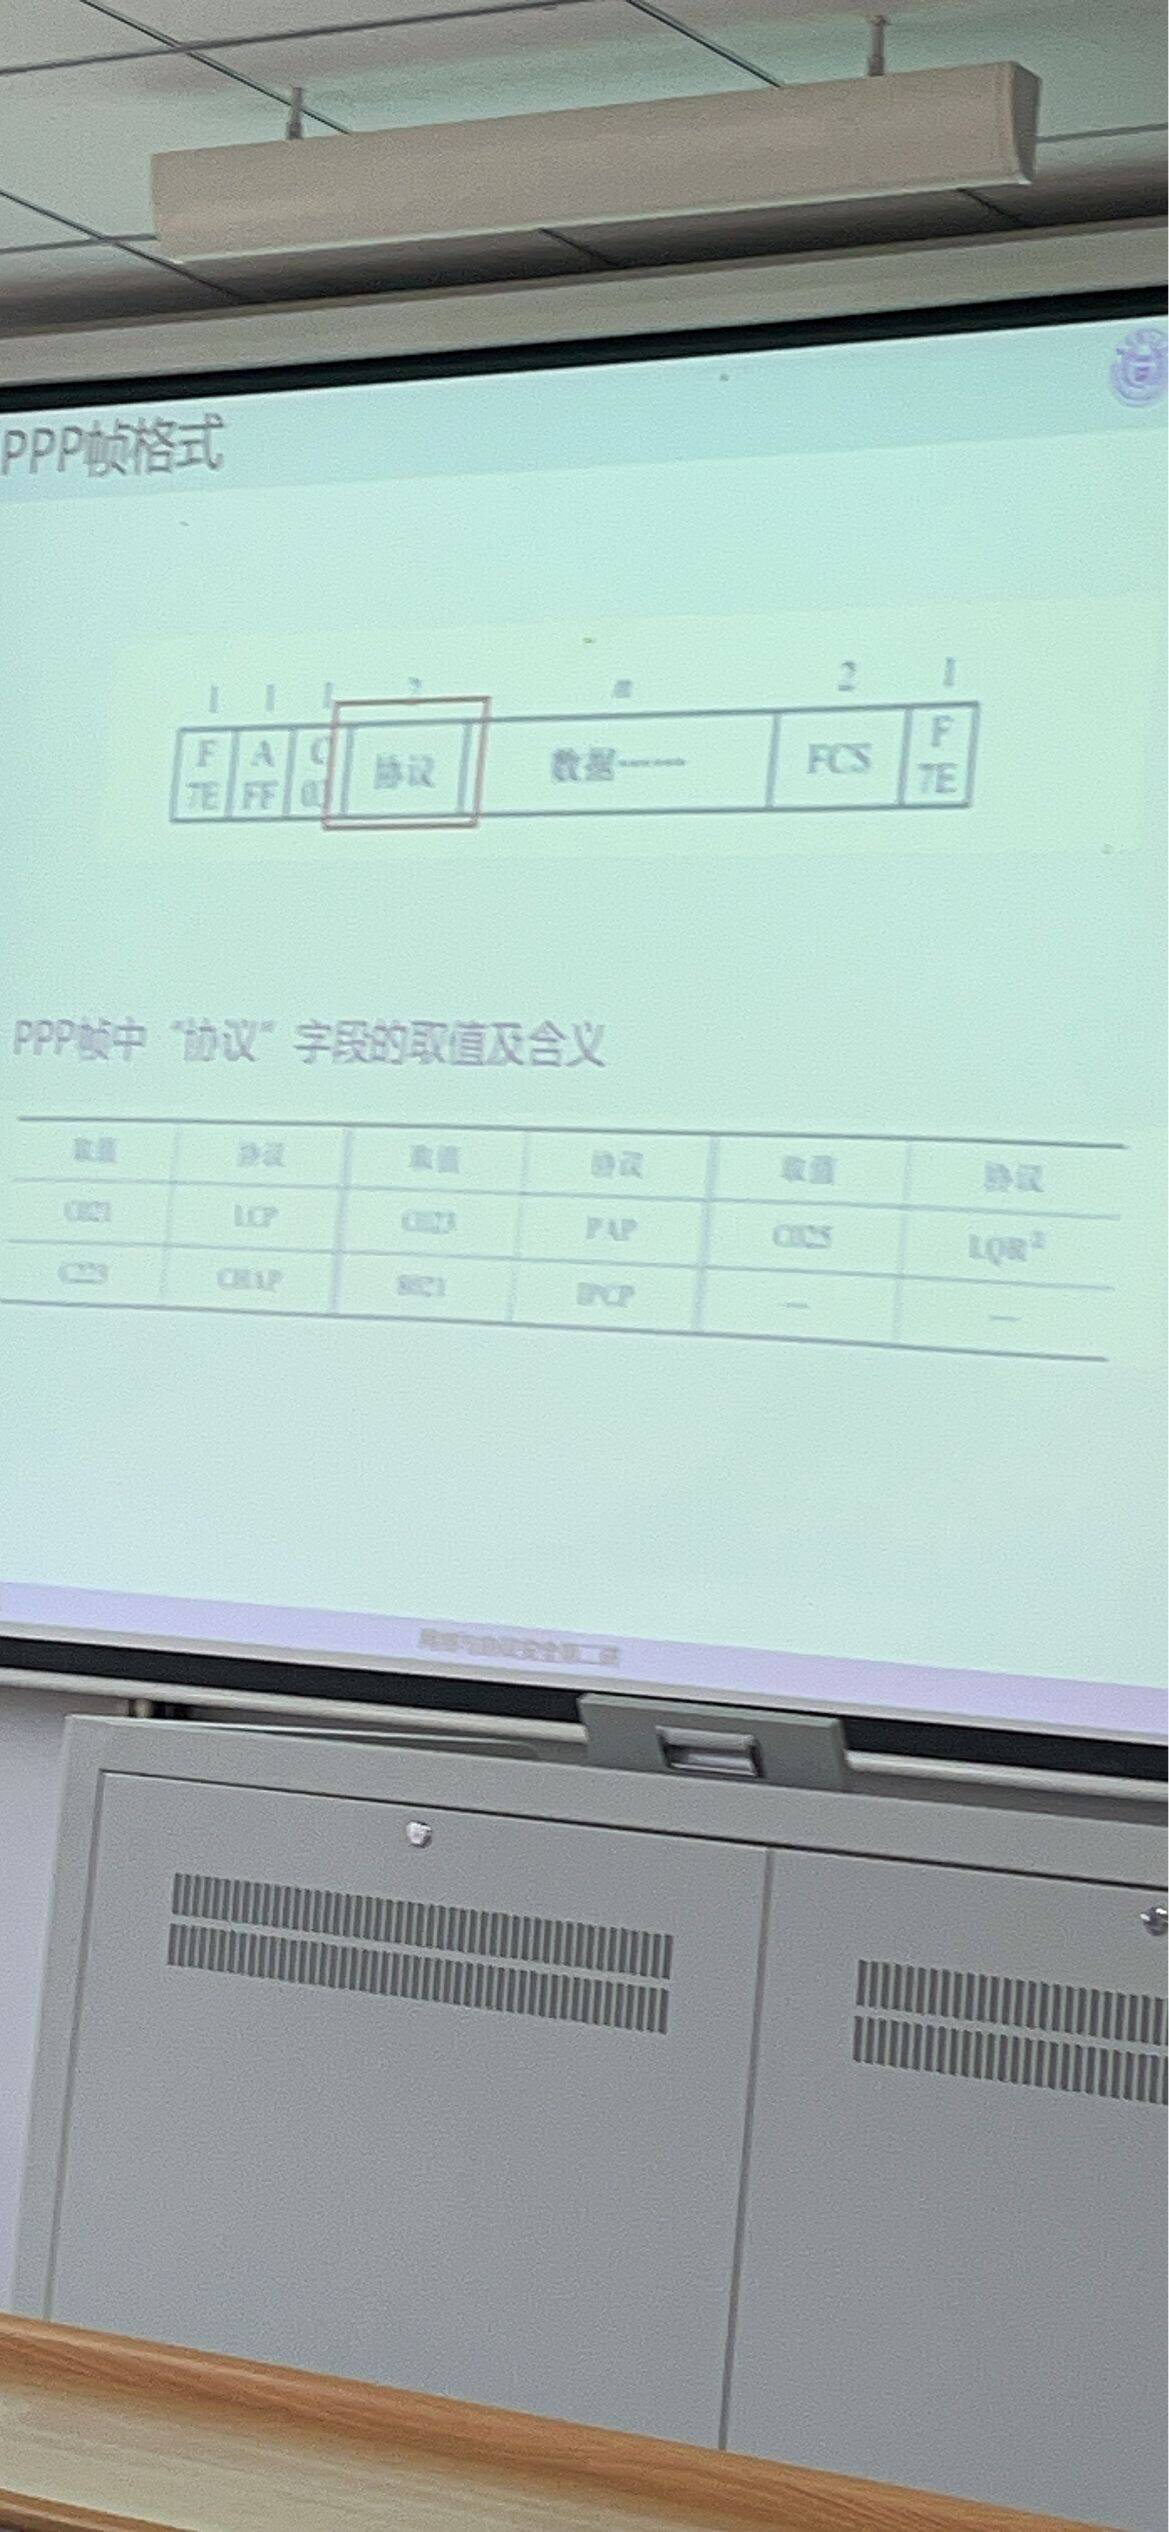 PPP帧格式
1 1 1 2 n 2 1
F A C 协议 数据------ FCS F
7E FF 03 7E
PPP帧中“协议”字段的取值及含义
取值 协议 取值 协议 取值 协议
C021 LCP C023 PAP C025 LQR
C223 CHAP 8021 IPCP — —